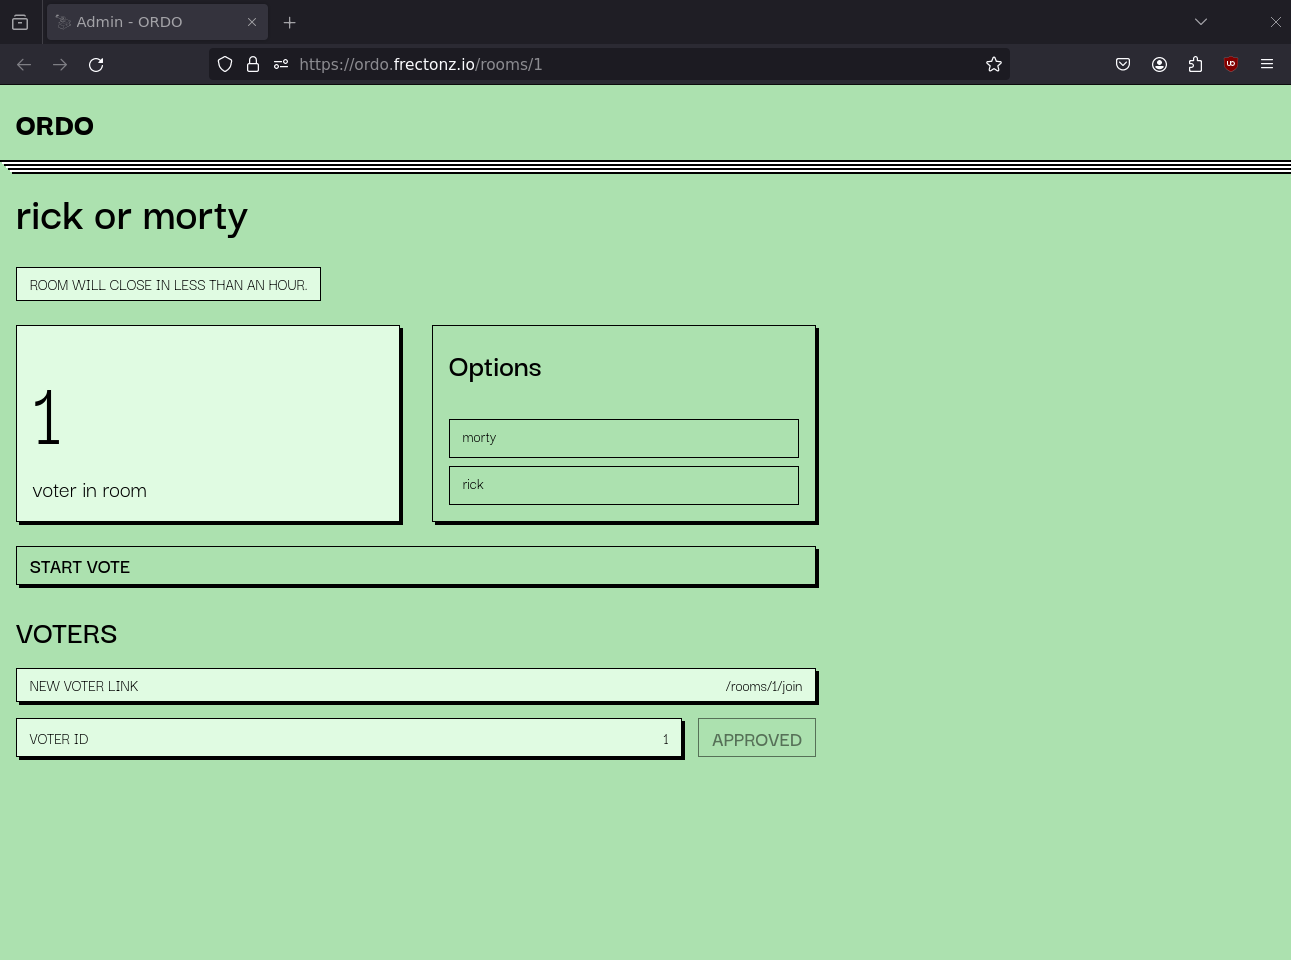 Admin - ORDO
https://ordo.frectonz.io/rooms/1
ORDO
rick or morty
ROOM WILL CLOSE IN LESS THAN AN HOUR.
1
voter in room
Options
morty
rick
START VOTE
VOTERS
NEW VOTER LINK /rooms/1/join
VOTER ID 1 APPROVED